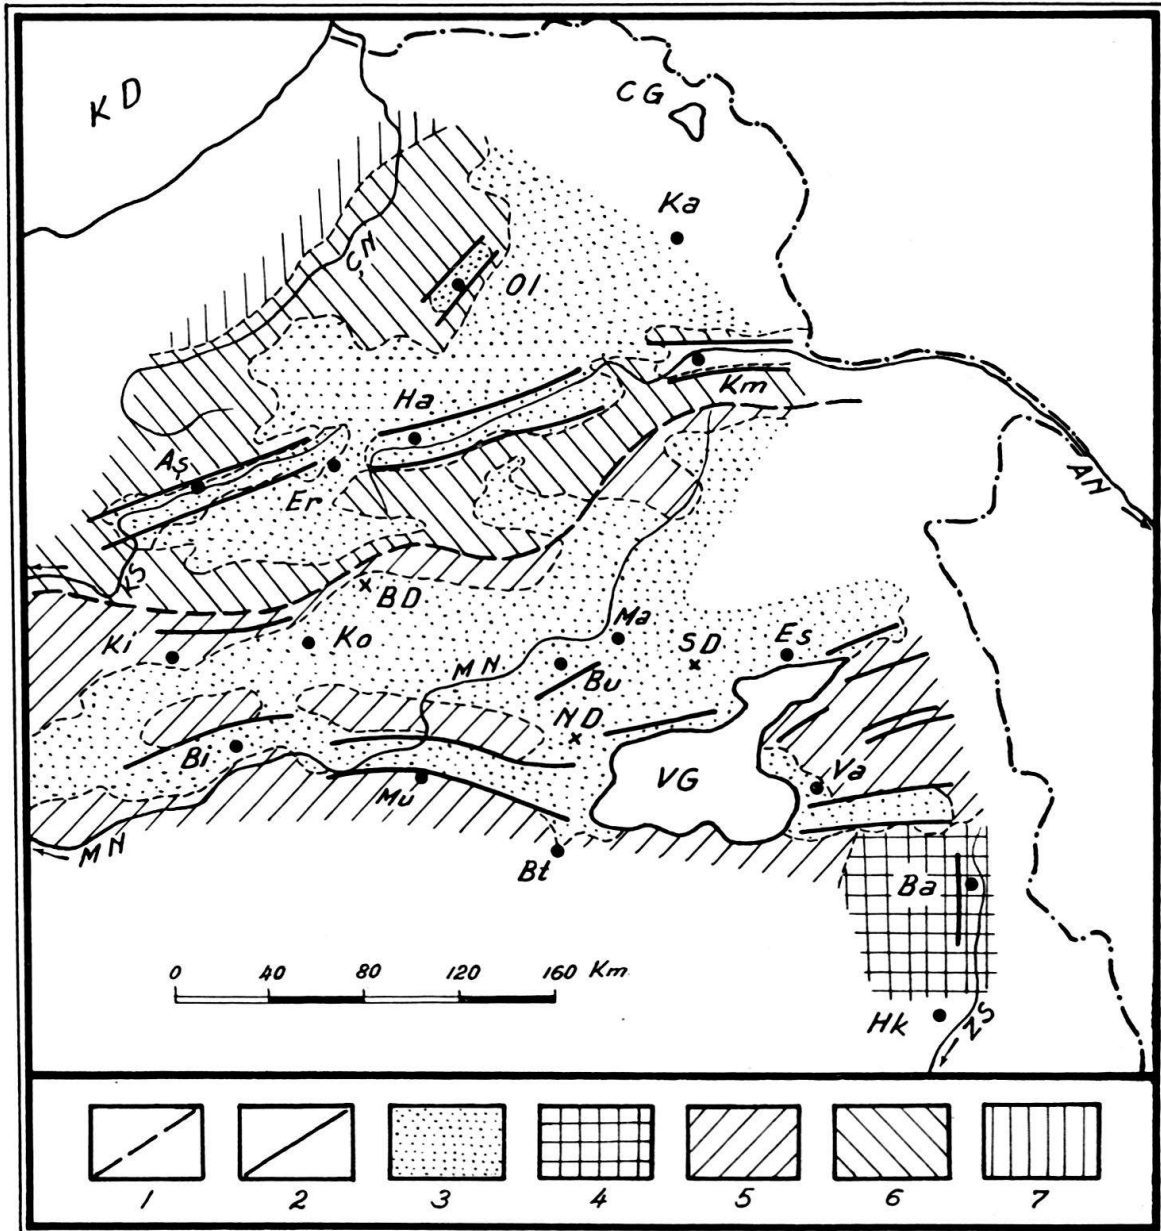 KD
CG
Ka
CN
Ol
Ha
Km
As
Er
AN
KS
BD
Ki
Ko
Ma
SD
Es
MN
Bu
ND
Bi
Mu
VG
Va
MN
Bt
Ba
0 40 80 120 160 Km
Hk
ZS
1 2 3 4 5 6 7